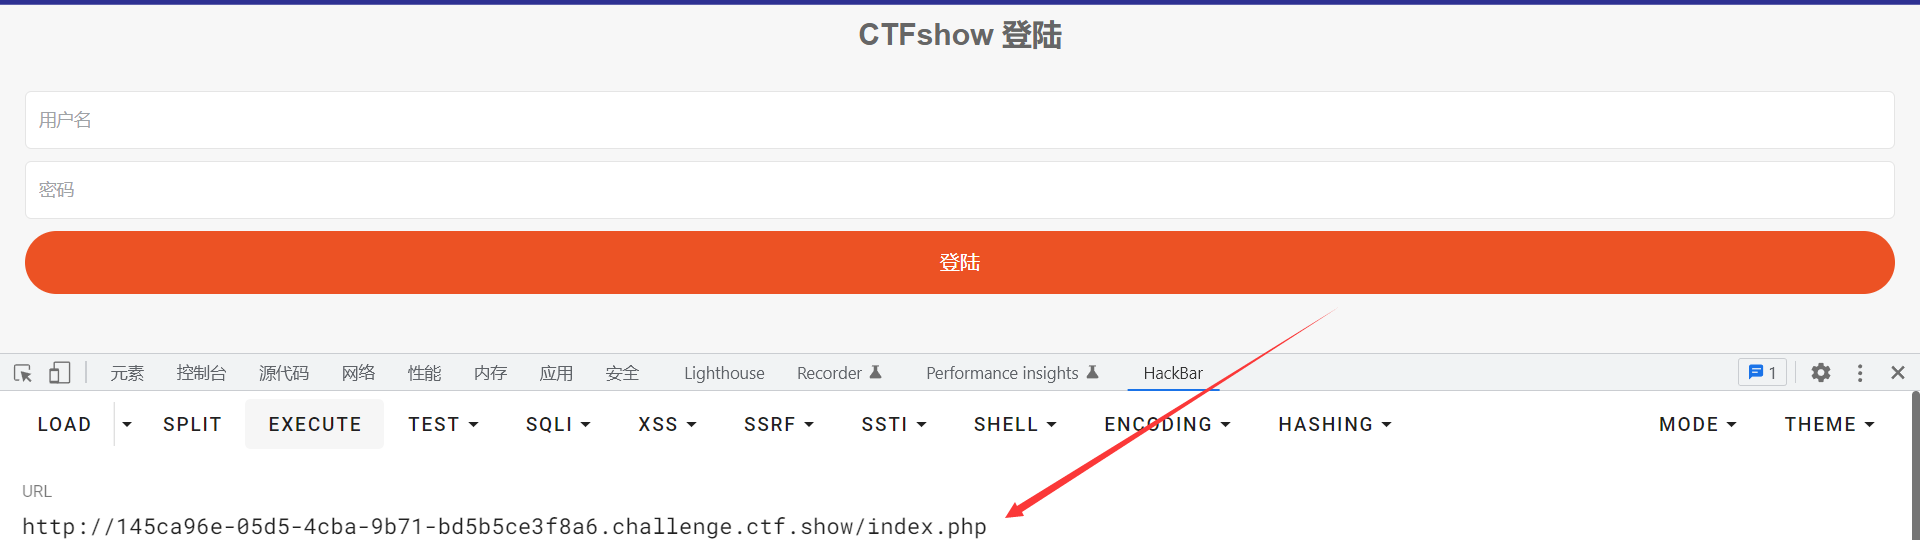 CTFshow 登陆
用户名
密码
登陆
元素 控制台 源代码 网络 性能 内存 应用 安全 Lighthouse Recorder Performance insights HackBar 1
LOAD SPLIT EXECUTE TEST SQLI XSS SSRF SSTI SHELL ENCODING HASHING MODE THEME
URL
http://145ca96e-05d5-4cba-9b71-bd5b5ce3f8a6.challenge.ctf.show/index.php